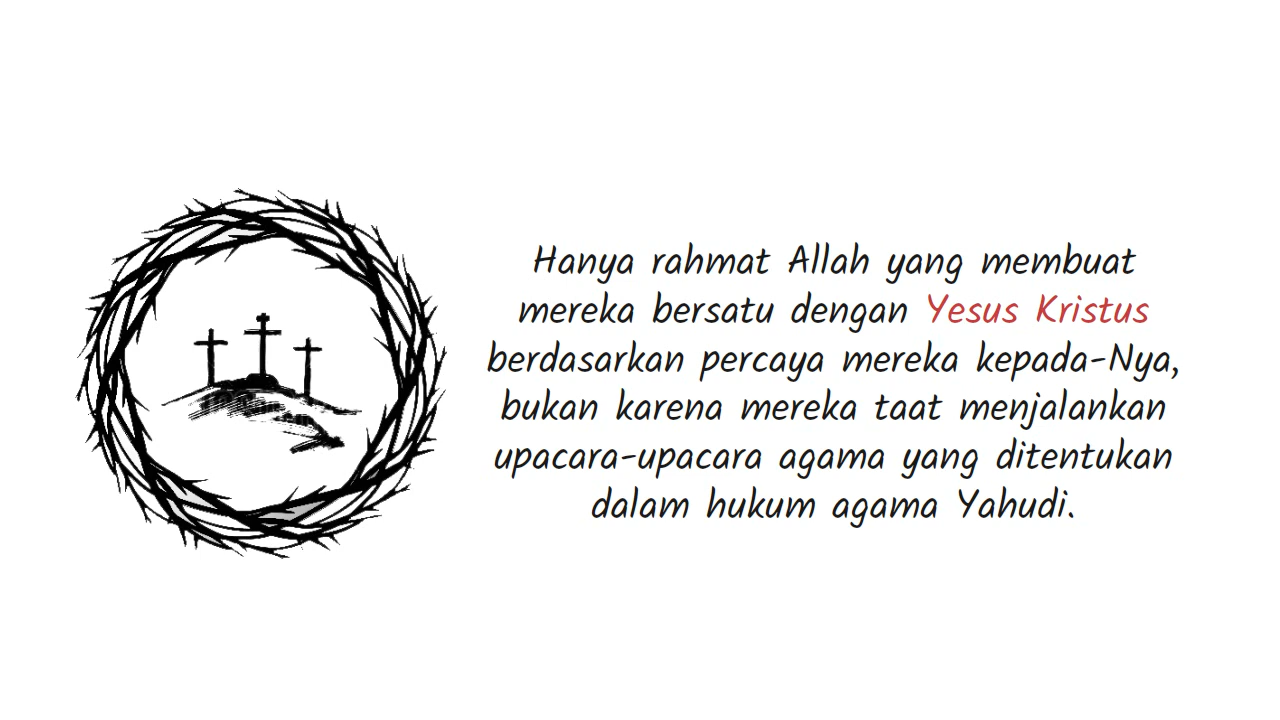 Hanya rahmat Allah yang membuat
mereka bersatu dengan Yesus Kristus
berdasarkan percaya mereka kepada-Nya,
bukan karena mereka taat menjalankan
upacara-upacara agama yang ditentukan
dalam hukum agama Yahudi.